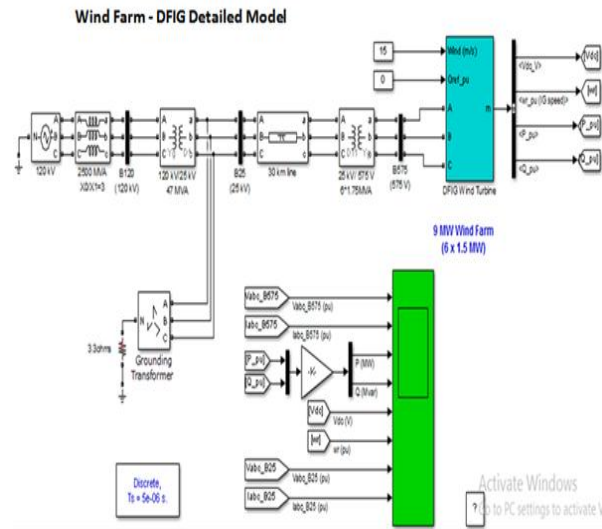 Wind Farm - DFIG Detailed Model
15
Wind (m/s)
0
Qref_pu
A
B
C
m
DFIG Wind Turbine
<Vdc_V>
[Vdc]
<wr_pu (IG speed)>
[wr]
<P_pu>
[P_pu]
<Q_pu>
[Q_pu]
N
A
B
C
120 kV
A
B
C
2500 MVA
X0/X1=3
B120
(120 kV)
A
B
C
a
b
c
120 kV/25 kV
47 MVA
B25
(25 kV)
A
B
C
a
b
c
30 km line
A
B
C
a
b
c
25 kV/ 575 V
6*1.75MVA
B575
(575 V)
9 MW Wind Farm
(6 x 1.5 MW)
N
A
B
C
3.3ohms
Grounding
Transformer
Vabc_B575
Vabc_B575 (pu)
Iabc_B575
Iabc_B575 (pu)
[P_pu]
[Q_pu]
-K-
P (MW)
Q (Mvar)
[Vdc]
Vdc (V)
[wr]
wr (pu)
Vabc_B25
Vabc_B25 (pu)
Iabc_B25
Iabc_B25 (pu)
Discrete,
Ts = 5e-06 s.
?
Activate Windows
Go to PC settings to activate